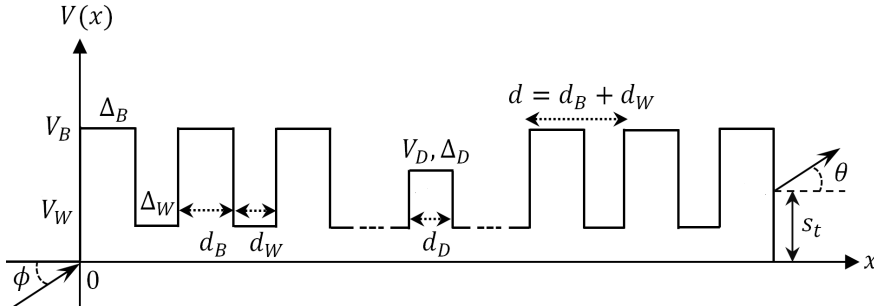 V(x)
Δ_B
V_B
d = d_B + d_W
V_D, Δ_D
θ
Δ_W
V_W
s_t
d_B
d_W
d_D
x
ϕ
0